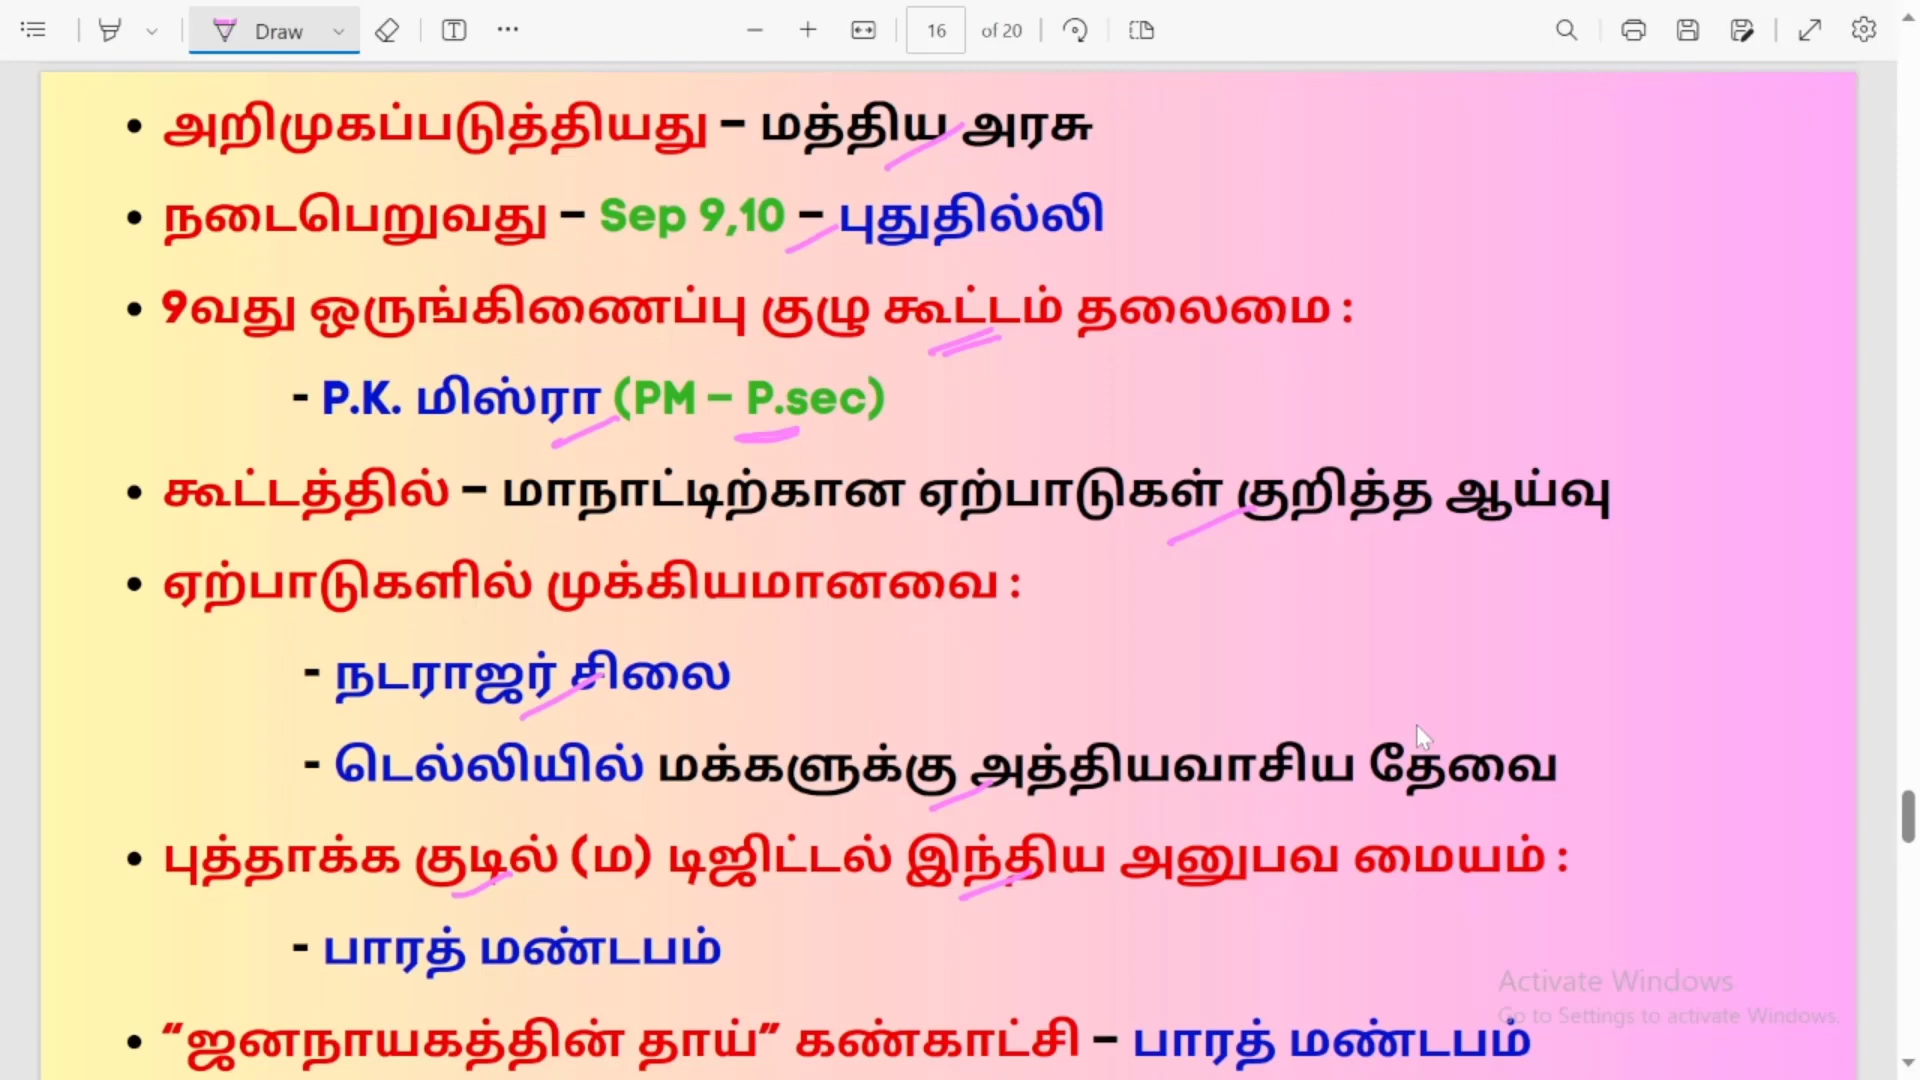 Draw
16 of 20
• அறிமுகப்படுத்தியது – மத்திய அரசு
• நடைபெறுவது – Sep 9,10 – புதுதில்லி
• 9வது ஒருங்கிணைப்பு குழு கூட்டம் தலைமை :
- P.K. மிஸ்ரா (PM – P.sec)
• கூட்டத்தில் – மாநாட்டிற்கான ஏற்பாடுகள் குறித்த ஆய்வு
• ஏற்பாடுகளில் முக்கியமானவை :
- நடராஜர் சிலை
- டெல்லியில் மக்களுக்கு அத்தியவாசிய தேவை
• புத்தாக்க குடில் (ம) டிஜிட்டல் இந்திய அனுபவ மையம் :
- பாரத் மண்டபம்
Activate Windows
Go to Settings to activate Windows.
• “ஜனநாயகத்தின் தாய்” கண்காட்சி – பாரத் மண்டபம்